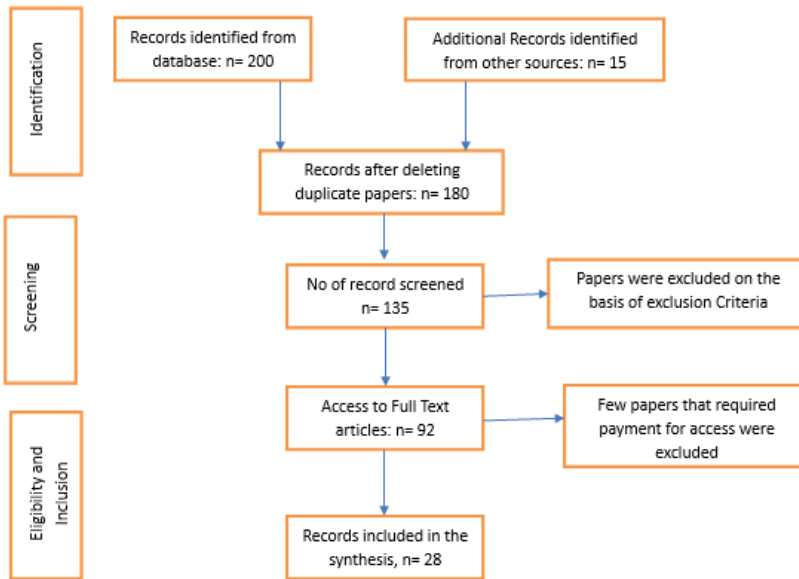 Identification
Records identified from
database: n= 200
Additional Records identified
from other sources: n= 15
Records after deleting
duplicate papers: n= 180
Screening
No of record screened
n= 135
Papers were excluded on the
basis of exclusion Criteria
Eligibility and
Inclusion
Access to Full Text
articles: n= 92
Few papers that required
payment for access were
excluded
Records included in the
synthesis, n= 28